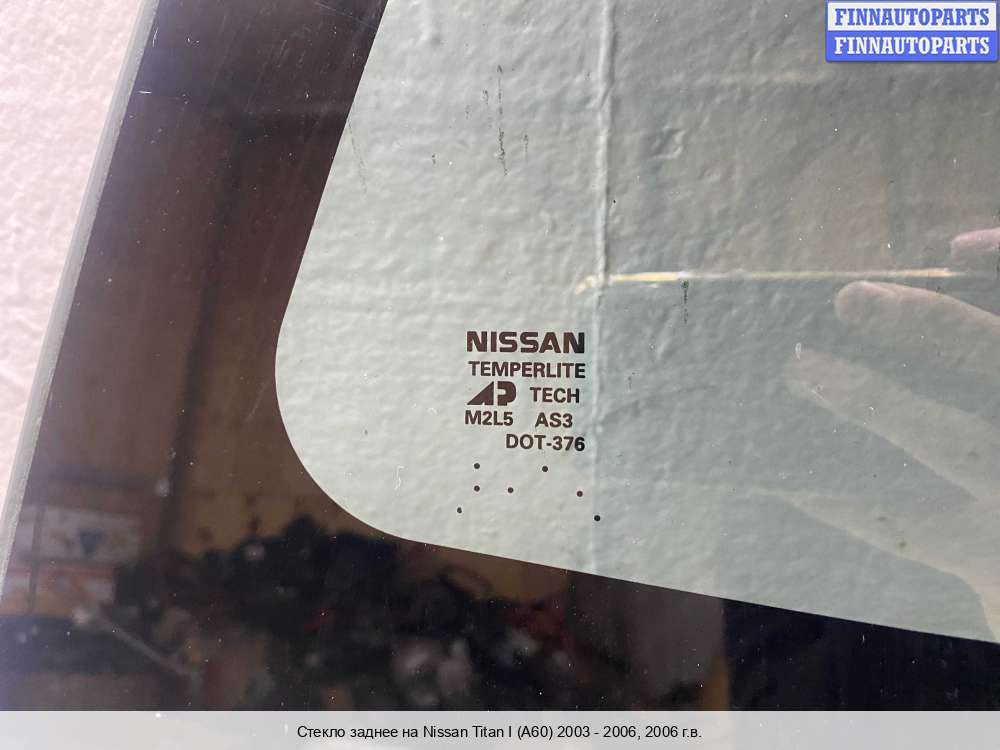 FINNAUTOPARTS
FINNAUTOPARTS
NISSAN
TEMPERLITE
AP TECH
M2L5 AS3
DOT-376
Стекло заднее на Nissan Titan I (A60) 2003 - 2006, 2006 г.в.